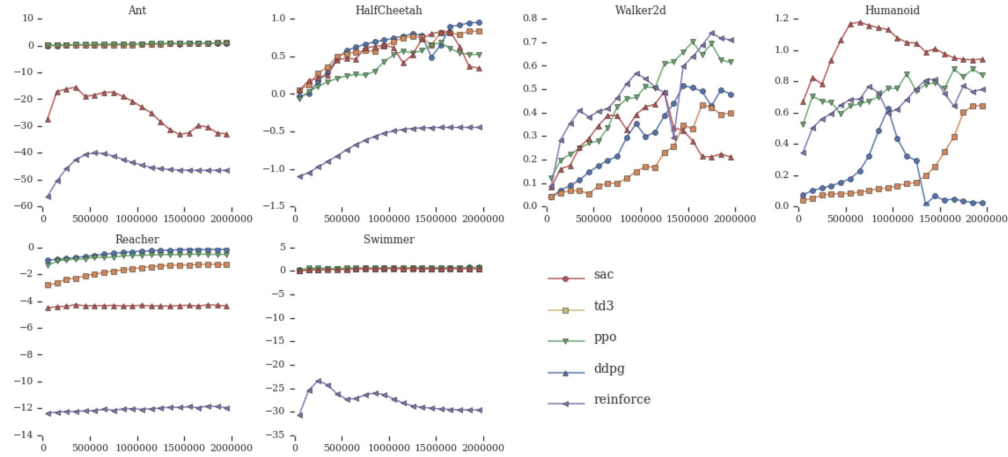 Ant
HalfCheetah
Walker2d
Humanoid
10
0
−10
−20
−30
−40
−50
−60
0 500000 1000000 1500000 2000000
1.0
0.5
0.0
−0.5
−1.0
−1.5
0 500000 1000000 1500000 2000000
0.8
0.7
0.6
0.5
0.4
0.3
0.2
0.1
0.0
0 500000 1000000 1500000 2000000
1.2
1.0
0.8
0.6
0.4
0.2
0.0
0 500000 1000000 1500000 2000000
Reacher
Swimmer
0
−2
−4
−6
−8
−10
−12
−14
0 500000 1000000 1500000 2000000
5
0
−5
−10
−15
−20
−25
−30
−35
0 500000 1000000 1500000 2000000
sac
td3
ppo
ddpg
reinforce